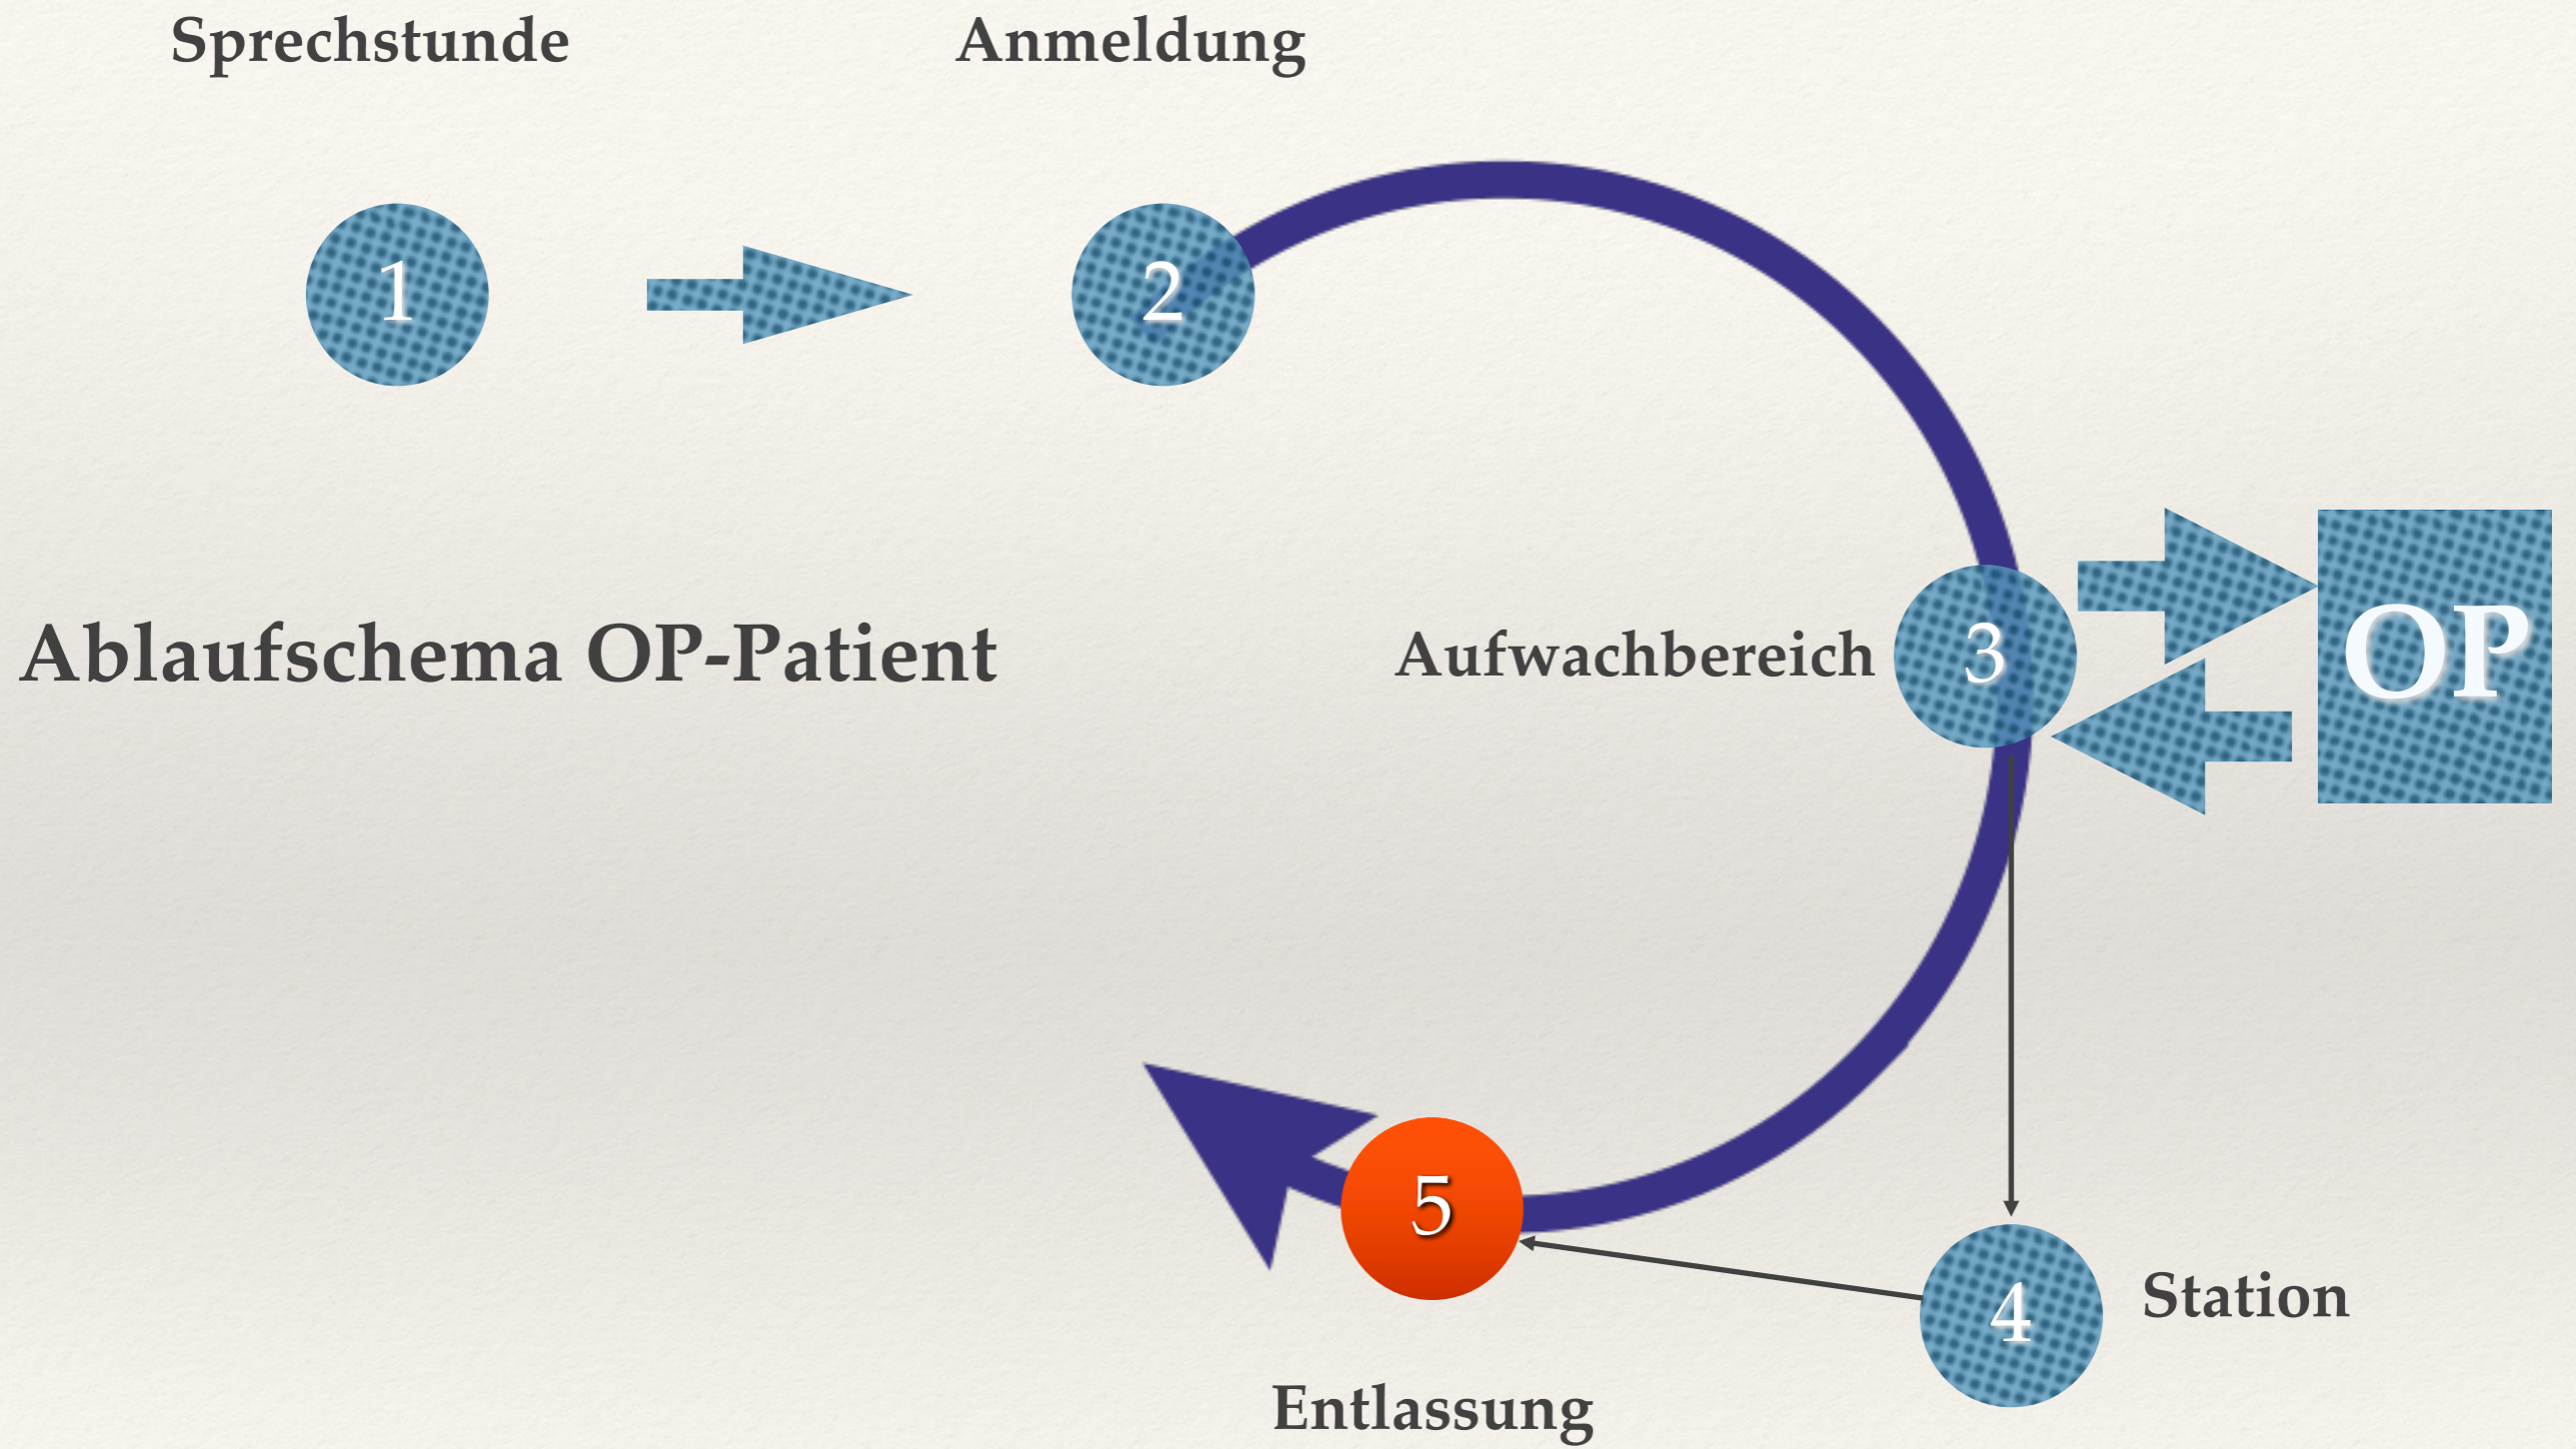 Sprechstunde
Anmeldung
1
2
Ablaufschema OP-Patient
Aufwachbereich
3
OP
5
4
Station
Entlassung